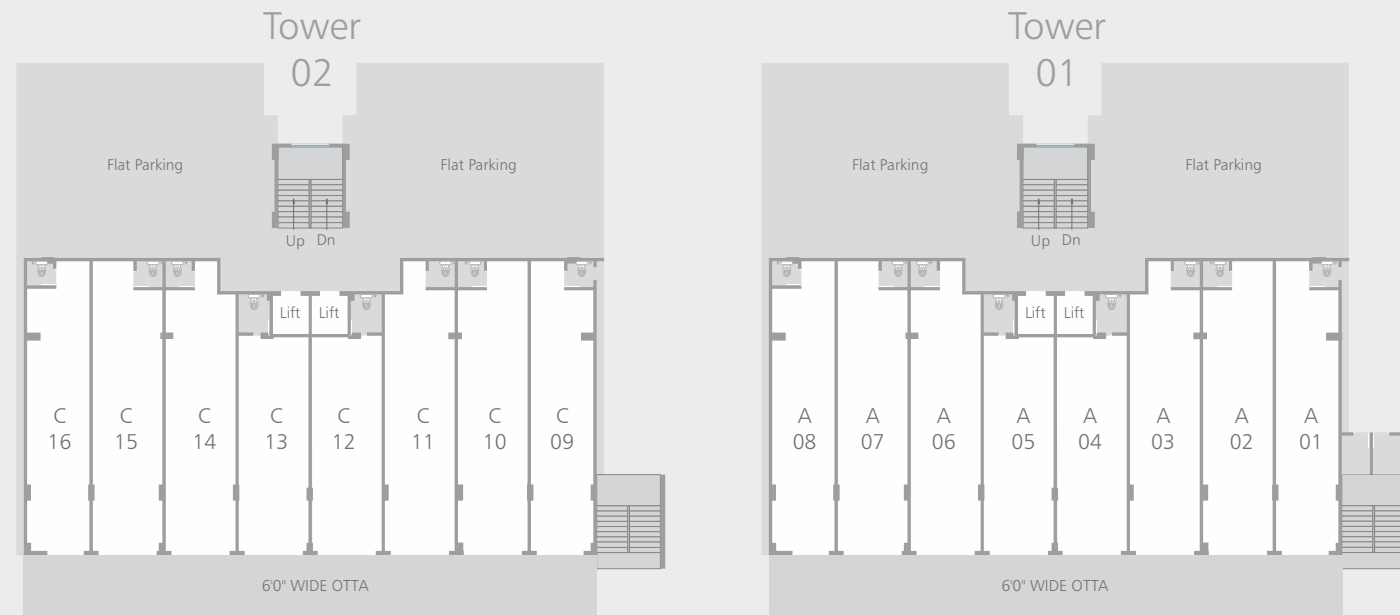 Tower
02
Flat Parking
Flat Parking
Up Dn
Lift Lift
C
16
C
15
C
14
C
13
C
12
C
11
C
10
C
09
6'0" WIDE OTTA
Tower
01
Flat Parking
Flat Parking
Up Dn
Lift Lift
A
08
A
07
A
06
A
05
A
04
A
03
A
02
A
01
6'0" WIDE OTTA